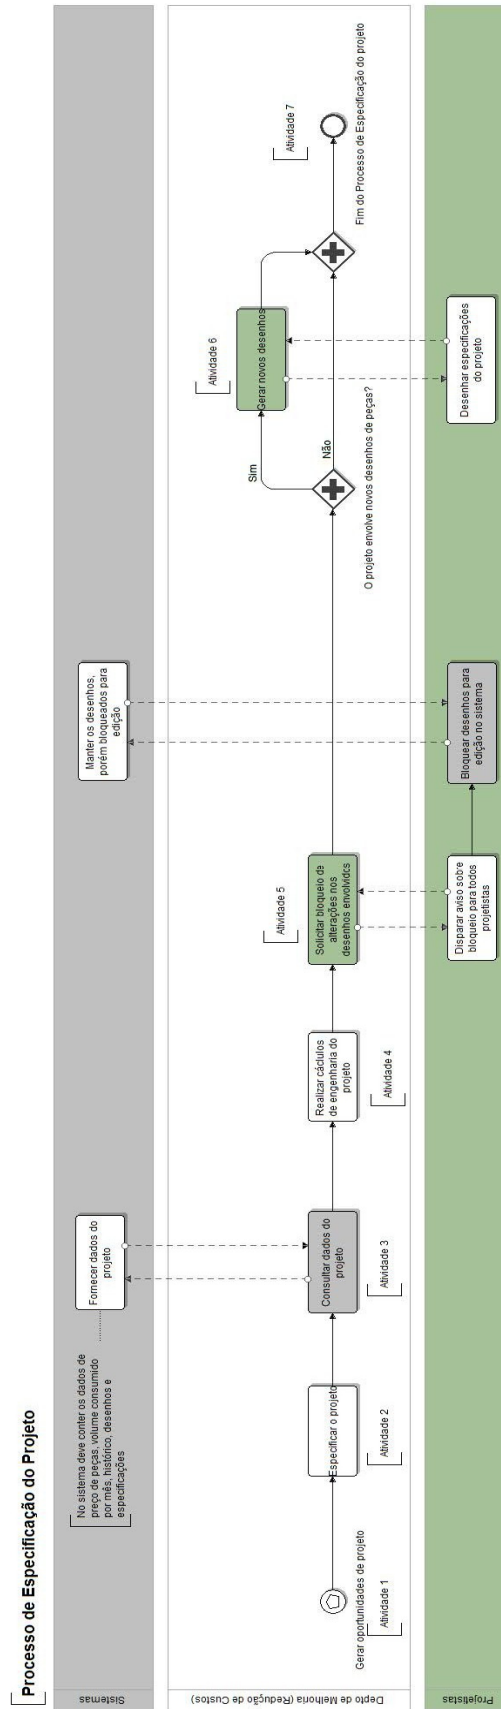 Processo de Especificação do Projeto
Sistemas
No sistema deve conter os dados de
preço de peças, volume consumido
por mês, histórico, desenhos e
especificações
Fornecer dados do
projeto
Manter os desenhos,
porém bloqueados para
edição
Depto de Melhoria (Redução de Custos)
Gerar oportunidades de projeto
Atividade 1
Especificar o projeto
Atividade 2
Consultar dados do
projeto
Atividade 3
Realizar cáclulos
de engenharia do
projeto
Atividade 4
Atividade 5
Solicitar bloqueio de
alterações nos
desenhos envolvidos
O projeto envolve novos desenhos de peças?
Sim
Não
Atividade 6
Gerar novos desenhos
Atividade 7
Fim do Processo de Especificação do projeto
Projetistas
Disparar aviso sobre
bloqueio para todos
projetistas
Bloquear desenhos para
edição no sistema
Desenhar especificações
do projeto